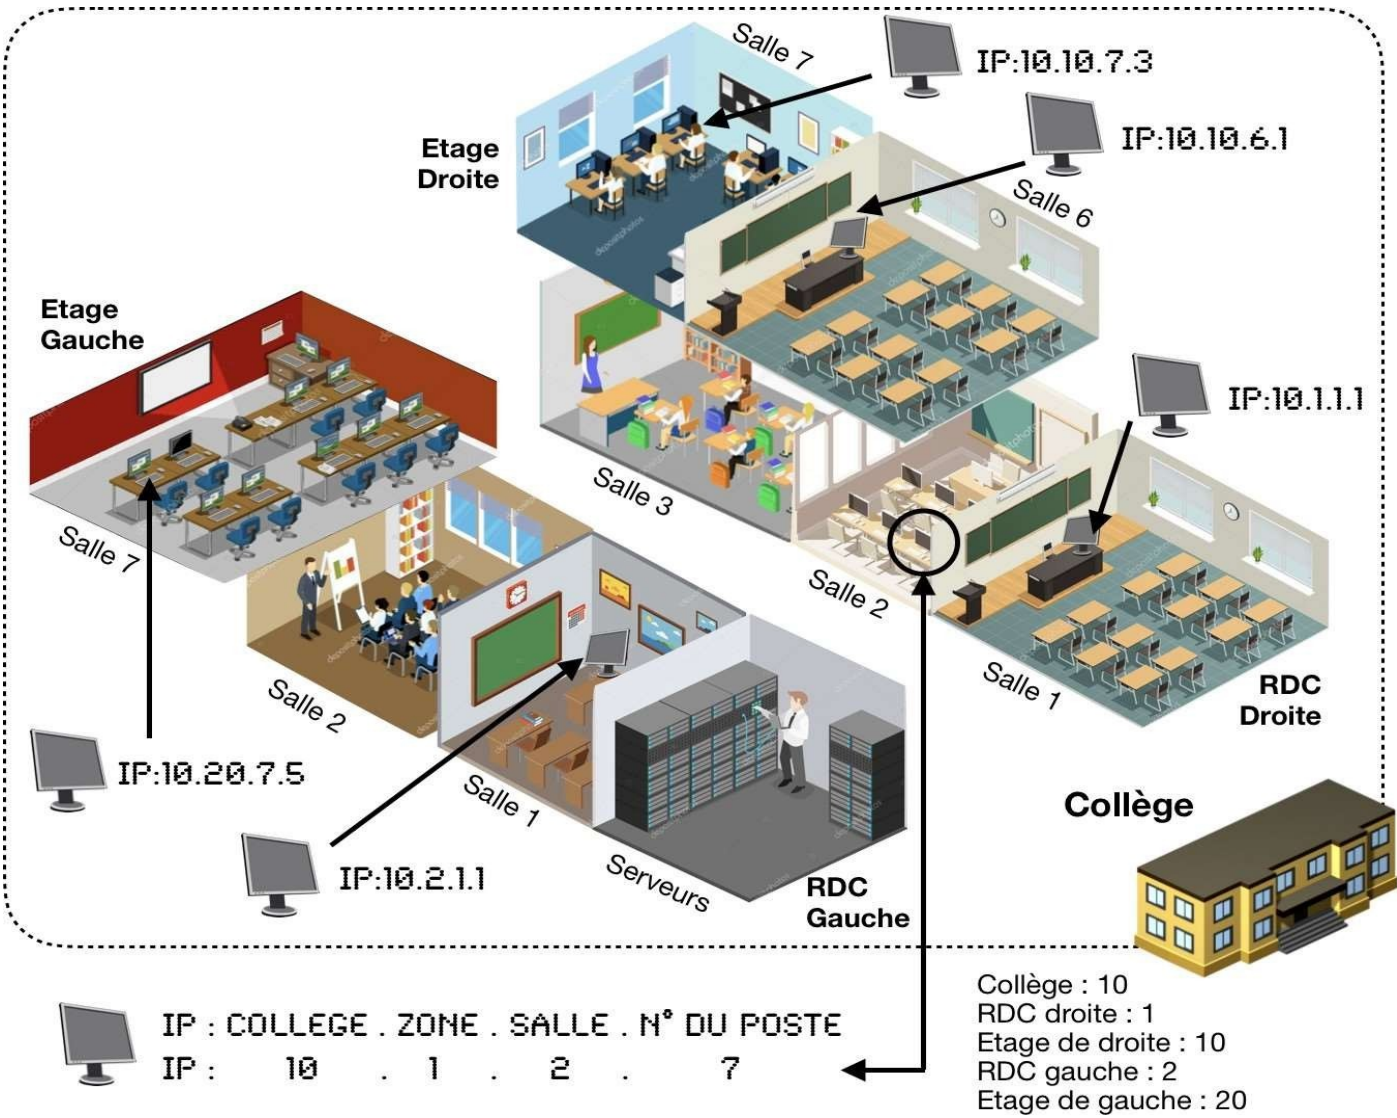 Salle 7
IP:10.10.7.3
IP:10.10.6.1
Etage
Droite
Salle 6
Etage
Gauche
IP:10.1.1.1
Salle 3
Salle 7
Salle 2
Salle 2
Salle 1
RDC
Droite
IP:10.20.7.5
Salle 1
Collège
IP:10.2.1.1
Serveurs
RDC
Gauche
IP : COLLEGE . ZONE . SALLE . N° DU POSTE
IP : 10 . 1 . 2 . 7
Collège : 10
RDC droite : 1
Etage de droite : 10
RDC gauche : 2
Etage de gauche : 20
depositphotos
depositphotos
depositphotos